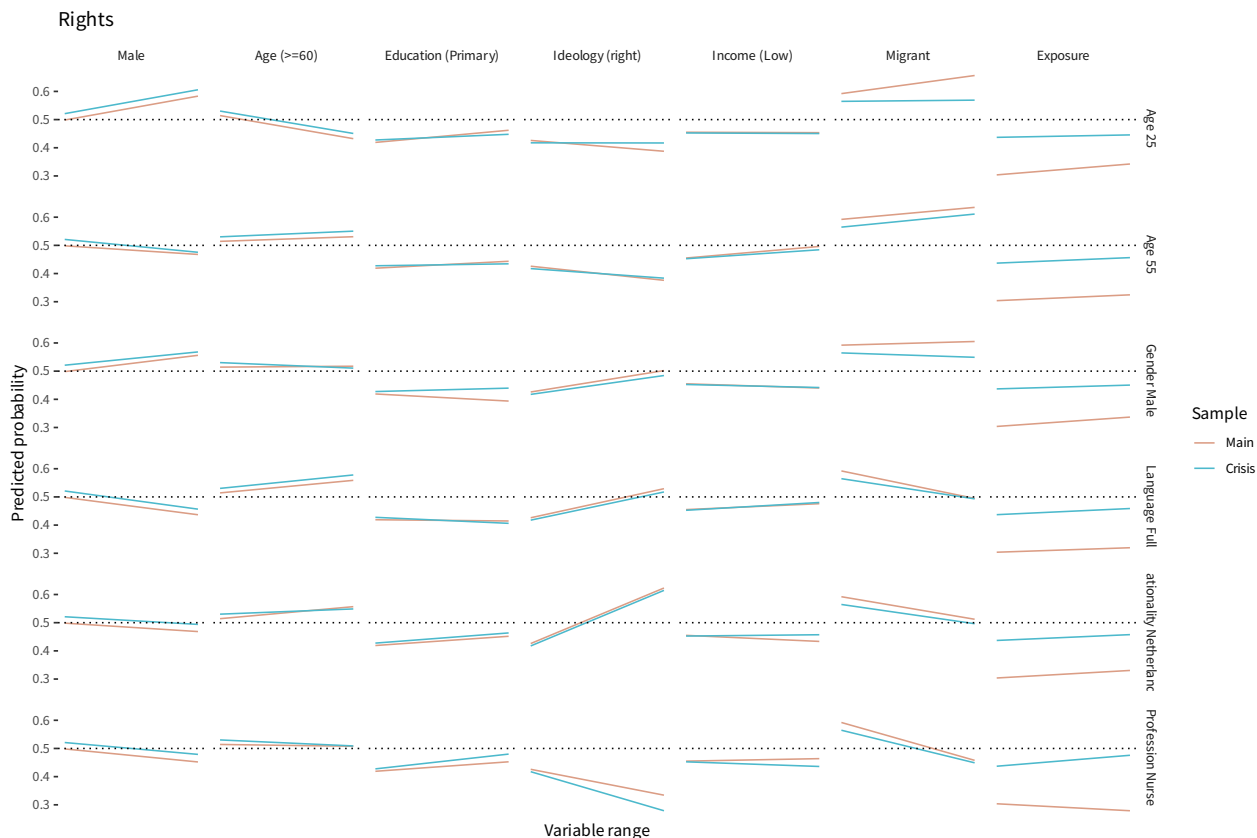 Rights
Male Age (>=60) Education (Primary) Ideology (right) Income (Low) Migrant Exposure
0.6
0.5
0.4
0.3
Age 25
0.6
0.5
0.4
0.3
Age 55
0.6
0.5
0.4
0.3
Gender Male
0.6
0.5
0.4
0.3
Language Full
0.6
0.5
0.4
0.3
ationality Netherlanc
0.6
0.5
0.4
0.3
Profession Nurse
Predicted probability
Variable range
Sample
Main
Crisis